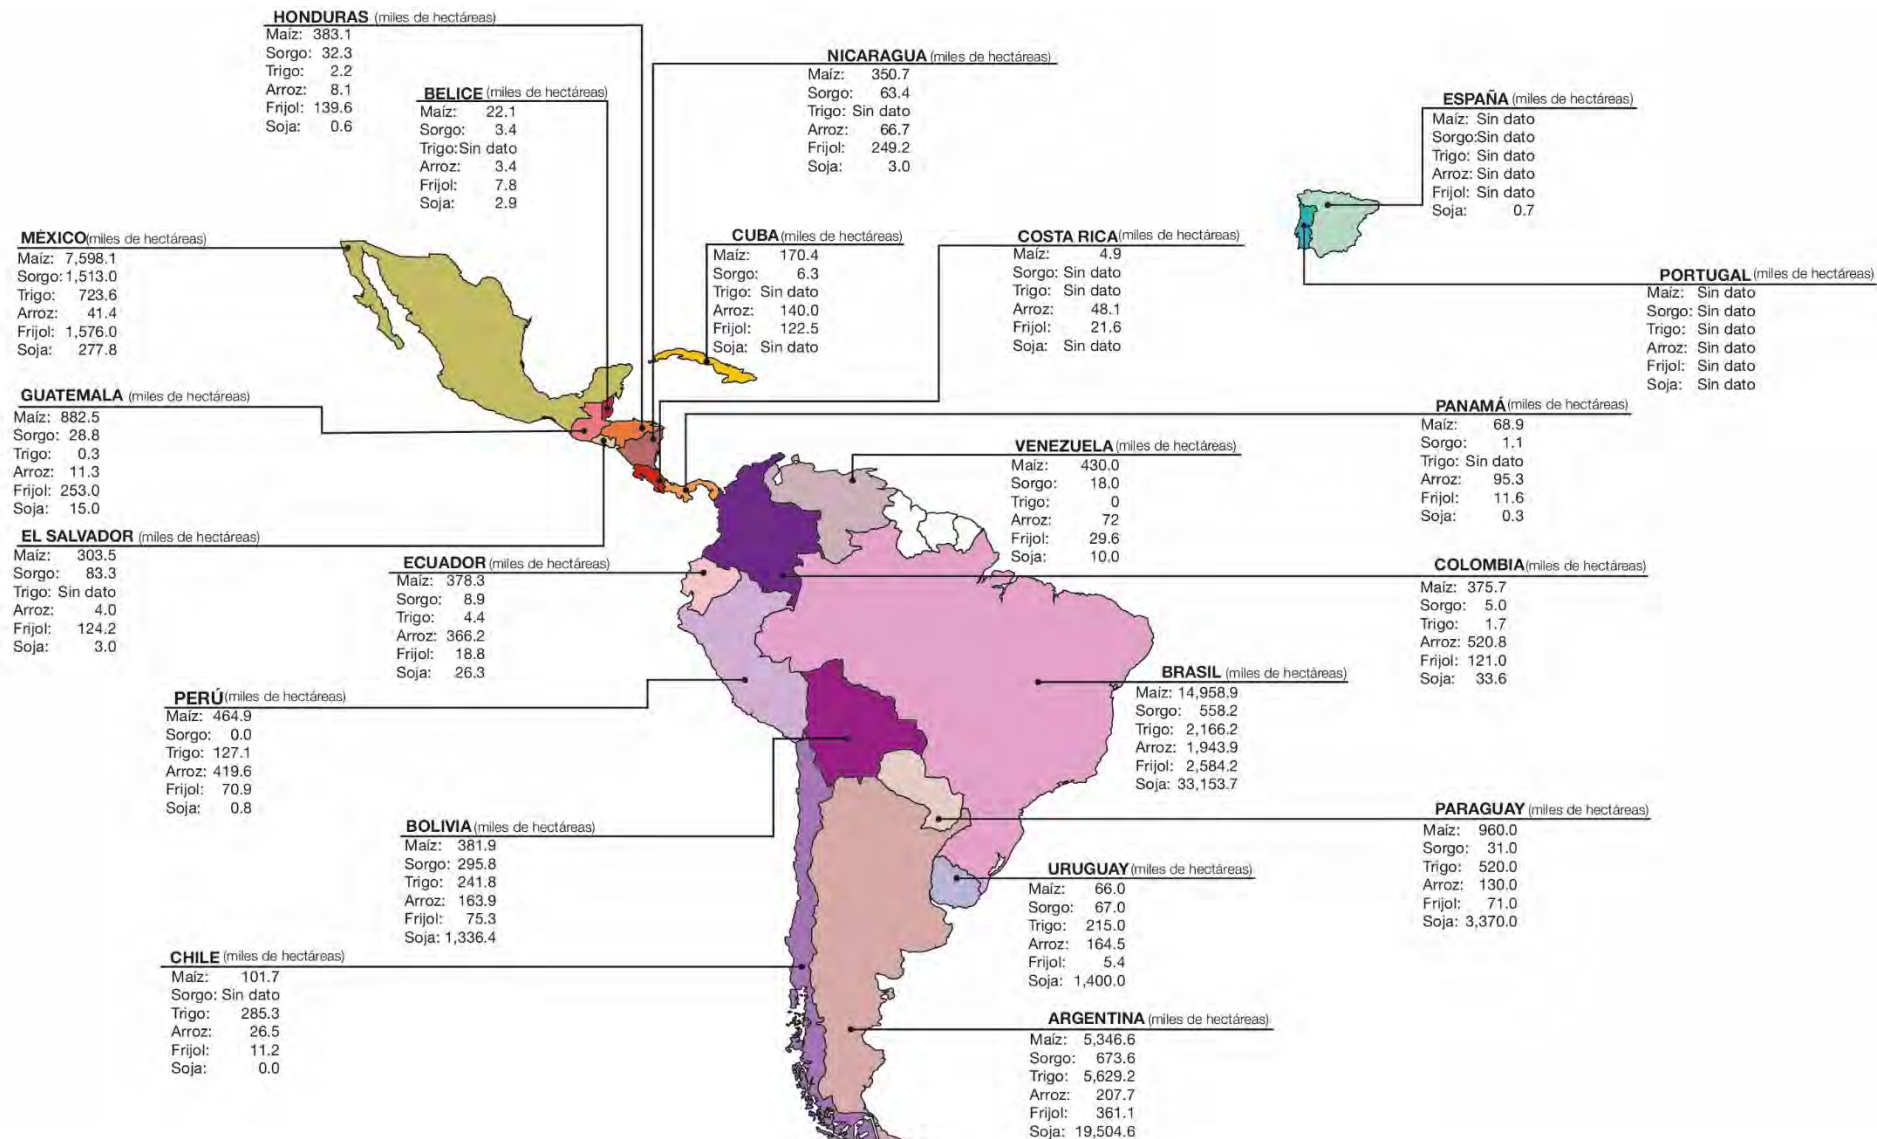 HONDURAS (miles de hectáreas)
Maíz: 383.1
Sorgo: 32.3
Trigo: 2.2
Arroz: 8.1
Frijol: 139.6
Soja: 0.6
NICARAGUA (miles de hectáreas)
Maíz: 350.7
Sorgo: 63.4
Trigo: Sin dato
Arroz: 66.7
Frijol: 249.2
Soja: 3.0
BELICE (miles de hectáreas)
Maíz: 22.1
Sorgo: 3.4
Trigo:Sin dato
Arroz: 3.4
Frijol: 7.8
Soja: 2.9
ESPAÑA (miles de hectáreas)
Maíz: Sin dato
Sorgo:Sin dato
Trigo: Sin dato
Arroz: Sin dato
Frijol: Sin dato
Soja: 0.7
MÉXICO(miles de hectáreas)
Maíz: 7,598.1
Sorgo: 1,513.0
Trigo: 723.6
Arroz: 41.4
Frijol: 1,576.0
Soja: 277.8
CUBA (miles de hectáreas)
Maíz: 170.4
Sorgo: 6.3
Trigo: Sin dato
Arroz: 140.0
Frijol: 122.5
Soja: Sin dato
COSTA RICA(miles de hectáreas)
Maíz: 4.9
Sorgo: Sin dato
Trigo: Sin dato
Arroz: 48.1
Frijol: 21.6
Soja: Sin dato
PORTUGAL (miles de hectáreas)
Maíz: Sin dato
Sorgo: Sin dato
Trigo: Sin dato
Arroz: Sin dato
Frijol: Sin dato
Soja: Sin dato
GUATEMALA (miles de hectáreas)
Maíz: 882.5
Sorgo: 28.8
Trigo: 0.3
Arroz: 11.3
Frijol: 253.0
Soja: 15.0
PANAMÁ (miles de hectáreas)
Maíz: 68.9
Sorgo: 1.1
Trigo: Sin dato
Arroz: 95.3
Frijol: 11.6
Soja: 0.3
VENEZUELA (miles de hectáreas)
Maíz: 430.0
Sorgo: 18.0
Trigo: 0
Arroz: 72
Frijol: 29.6
Soja: 10.0
EL SALVADOR (miles de hectáreas)
Maíz: 303.5
Sorgo: 83.3
Trigo: Sin dato
Arroz: 4.0
Frijol: 124.2
Soja: 3.0
ECUADOR (miles de hectáreas)
Maíz: 378.3
Sorgo: 8.9
Trigo: 4.4
Arroz: 366.2
Frijol: 18.8
Soja: 26.3
COLOMBIA(miles de hectáreas)
Maíz: 375.7
Sorgo: 5.0
Trigo: 1.7
Arroz: 520.8
Frijol: 121.0
Soja: 33.6
BRASIL (miles de hectáreas)
Maíz: 14,958.9
Sorgo: 558.2
Trigo: 2,166.2
Arroz: 1,943.9
Frijol: 2,584.2
Soja: 33,153.7
PERÚ(miles de hectáreas)
Maíz: 464.9
Sorgo: 0.0
Trigo: 127.1
Arroz: 419.6
Frijol: 70.9
Soja: 0.8
PARAGUAY (miles de hectáreas)
Maíz: 960.0
Sorgo: 31.0
Trigo: 520.0
Arroz: 130.0
Frijol: 71.0
Soja: 3,370.0
BOLIVIA (miles de hectáreas)
Maíz: 381.9
Sorgo: 295.8
Trigo: 241.8
Arroz: 163.9
Frijol: 75.3
Soja: 1,336.4
URUGUAY (miles de hectáreas)
Maíz: 66.0
Sorgo: 67.0
Trigo: 215.0
Arroz: 164.5
Frijol: 5.4
Soja: 1,400.0
CHILE (miles de hectáreas)
Maíz: 101.7
Sorgo: Sin dato
Trigo: 285.3
Arroz: 26.5
Frijol: 11.2
Soja: 0.0
ARGENTINA (miles de hectáreas)
Maíz: 5,346.6
Sorgo: 673.6
Trigo: 5,629.2
Arroz: 207.7
Frijol: 361.1
Soja: 19,504.6